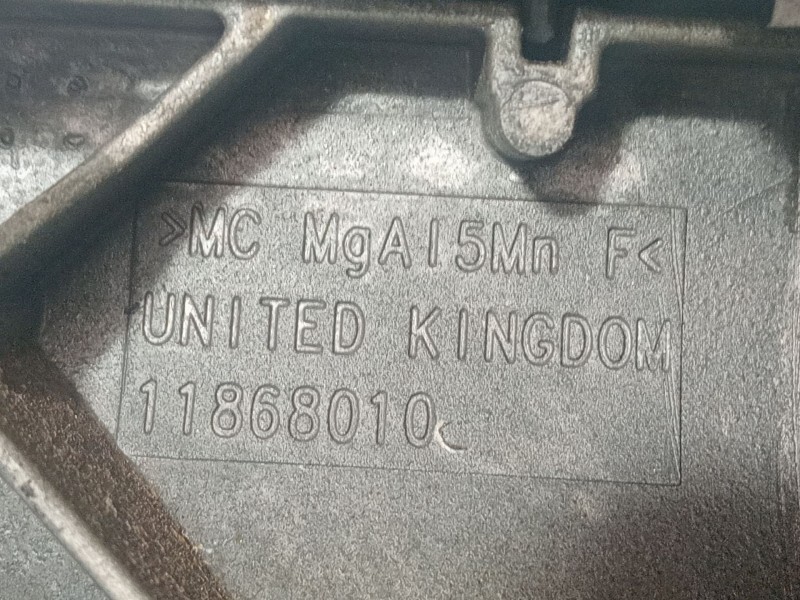 >MC MgAl5Mn F<
UNITED KINGDOM
11868010